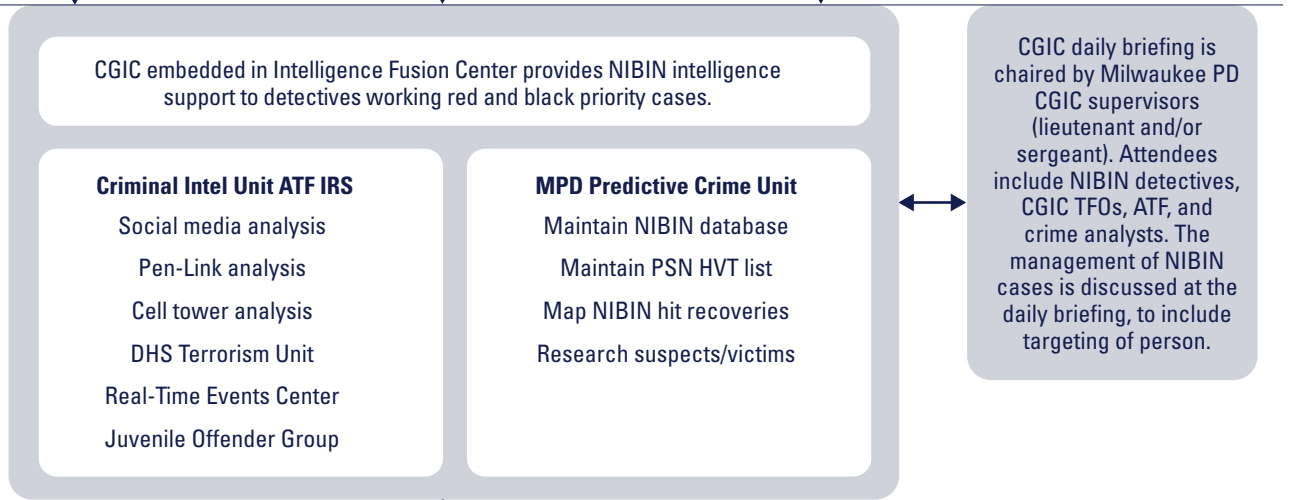 CGIC embedded in Intelligence Fusion Center provides NIBIN intelligence
support to detectives working red and black priority cases.
Criminal Intel Unit ATF IRS
Social media analysis
Pen-Link analysis
Cell tower analysis
DHS Terrorism Unit
Real-Time Events Center
Juvenile Offender Group
MPD Predictive Crime Unit
Maintain NIBIN database
Maintain PSN HVT list
Map NIBIN hit recoveries
Research suspects/victims
CGIC daily briefing is
chaired by Milwaukee PD
CGIC supervisors
(lieutenant and/or
sergeant). Attendees
include NIBIN detectives,
CGIC TFOs, ATF, and
crime analysts. The
management of NIBIN
cases is discussed at the
daily briefing, to include
targeting of person.